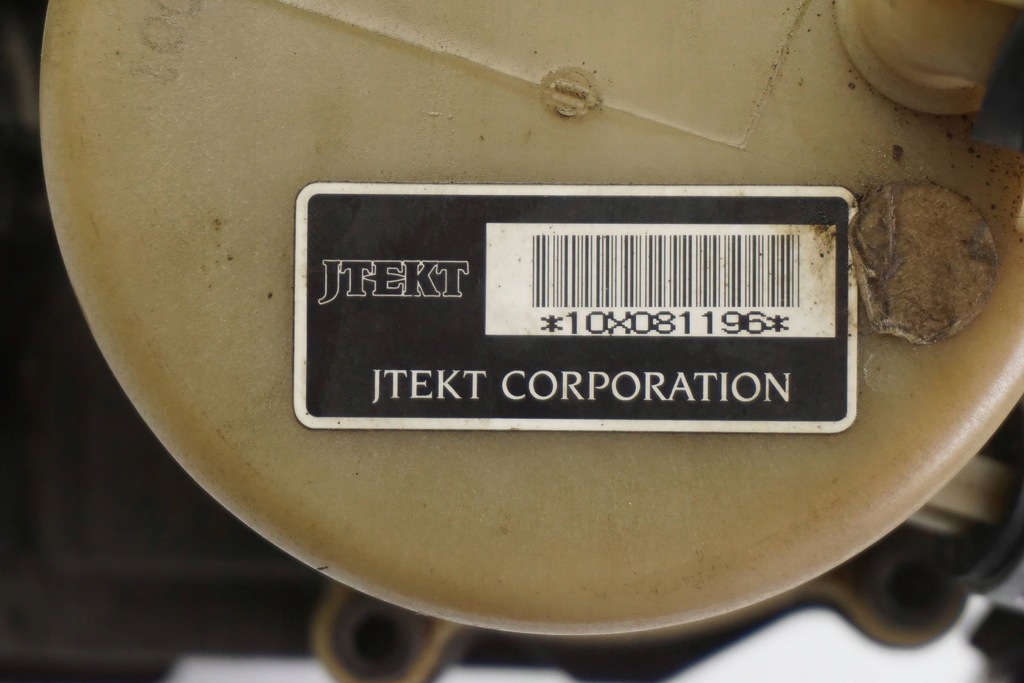 JTEKT
*10X081196*
JTEKT CORPORATION